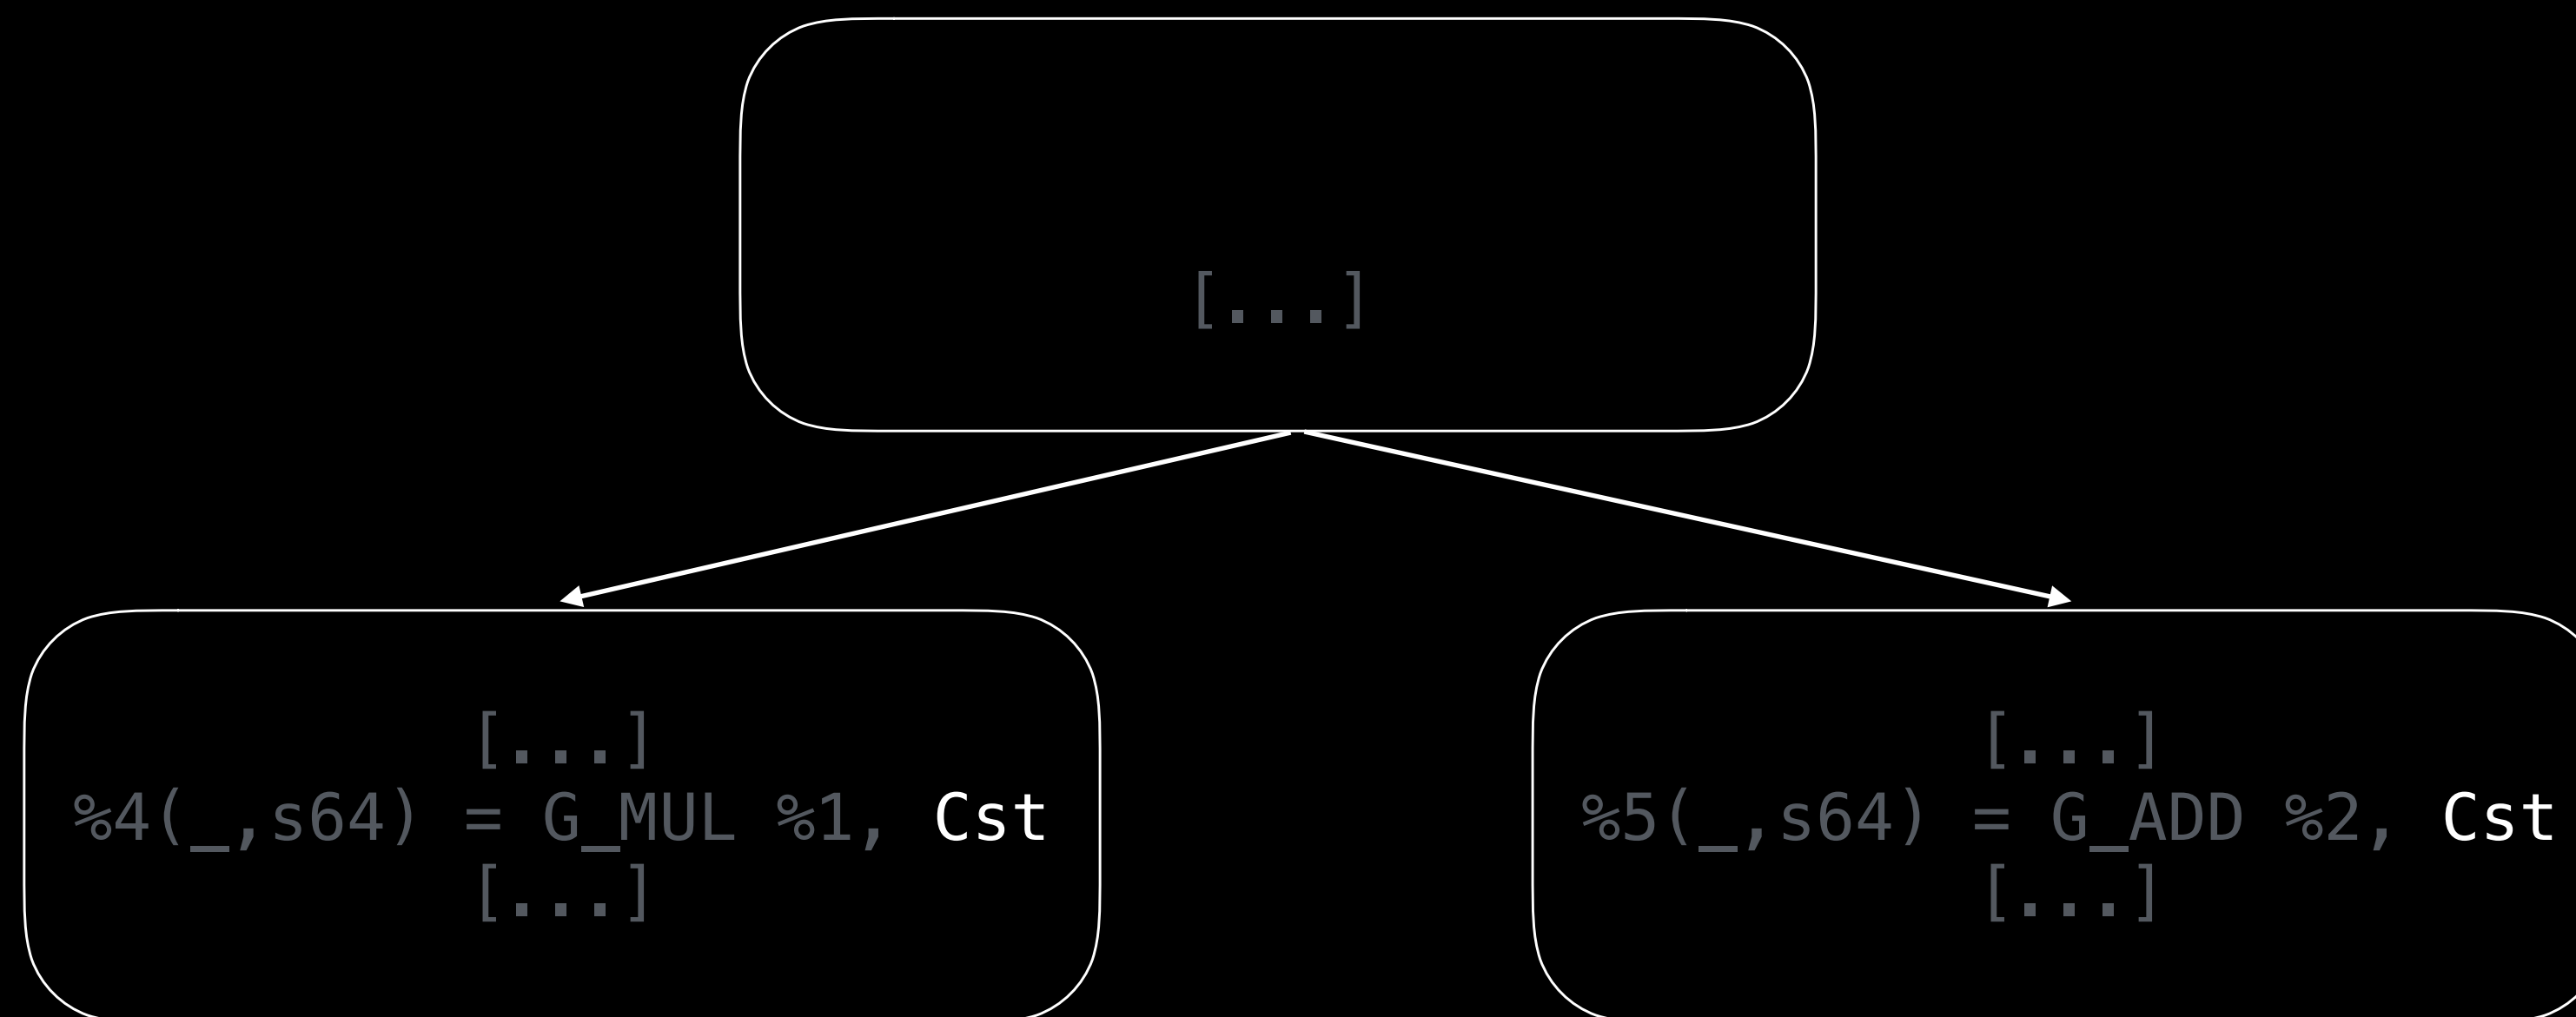 [...]
[...]
%4(_,s64) = G_MUL %1, Cst
[...]
[...]
%5(_,s64) = G_ADD %2, Cst
[...]